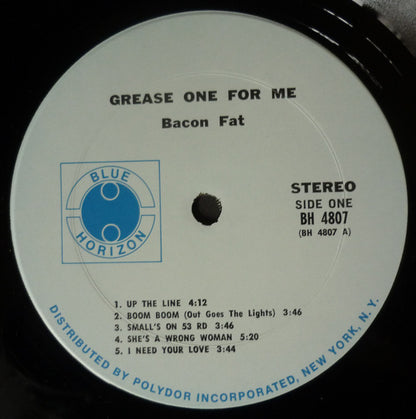 GREASE ONE FOR ME
Bacon Fat
BLUE
HORIZON
STEREO
SIDE ONE
BH 4807
(BH 4807 A)
1. UP THE LINE 4:12
2. BOOM BOOM (Out Goes The Lights) 3:46
3. SMALL'S ON 53 RD 3:46
4. SHE'S A WRONG WOMAN 5:20
5. I NEED YOUR LOVE 3:44
DISTRIBUTED BY POLYDOR INCORPORATED, NEW YORK, N. Y.